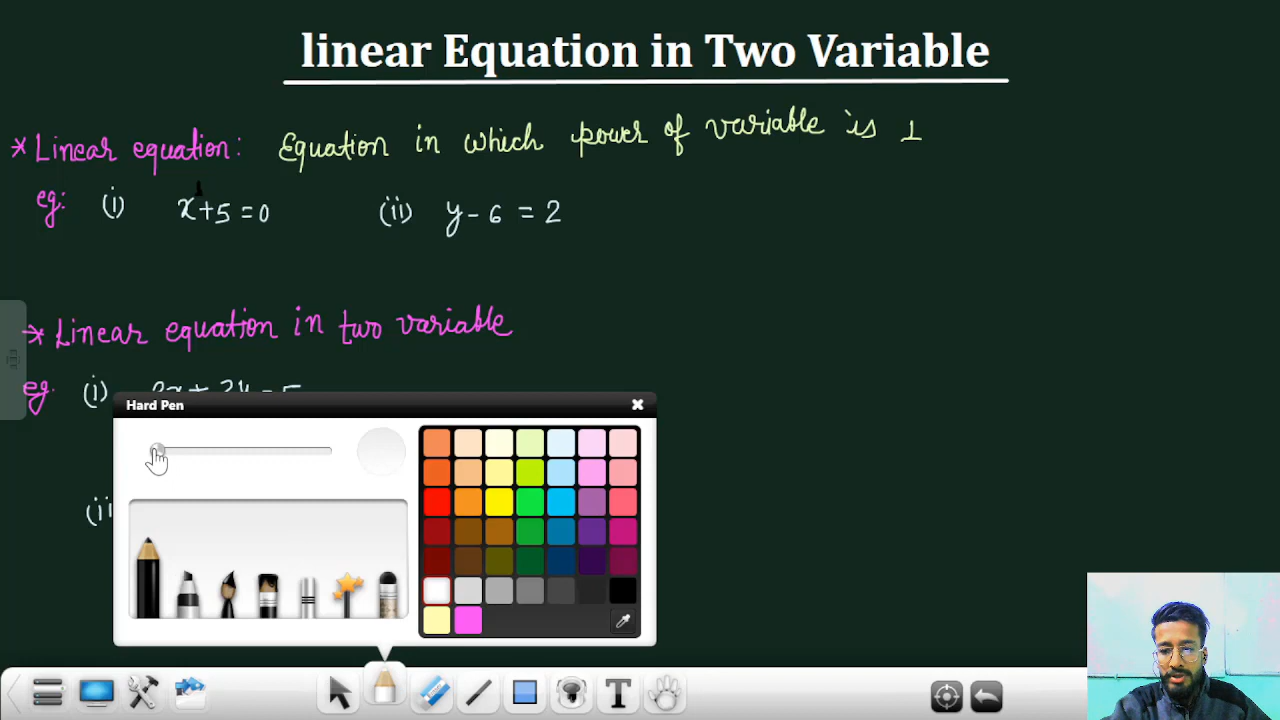 linear Equation in Two Variable
* Linear equation: Equation in which power of variable is 1
eg: (i) x+5=0 (ii) y-6=2
* Linear equation in two variable
eg. (i)
Hard Pen
(ii